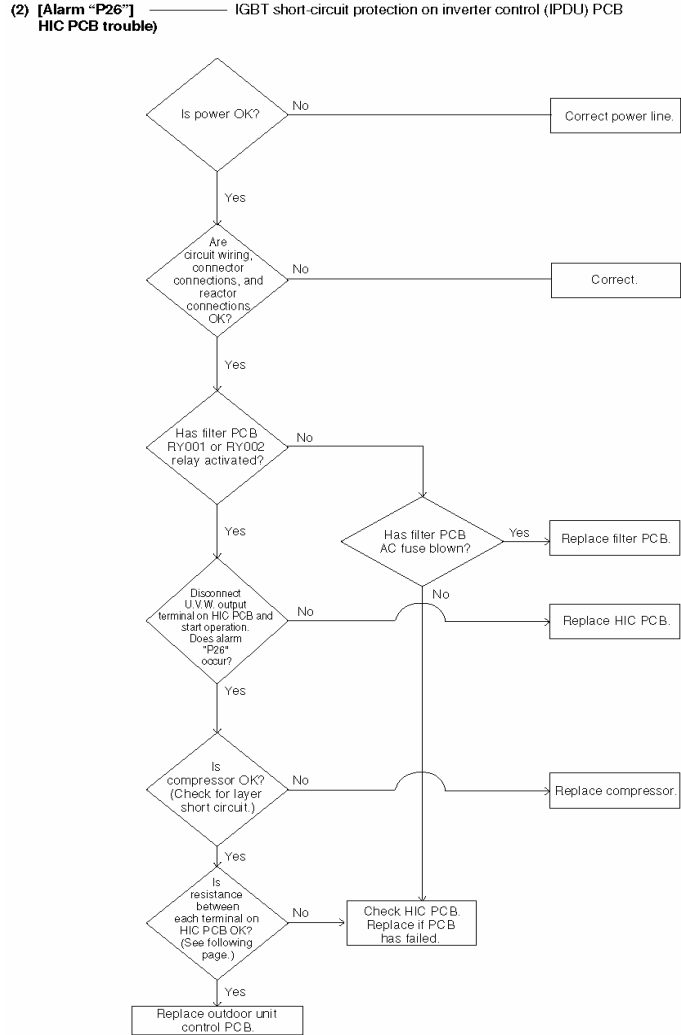 (2) [Alarm “P26”] ——— IGBT short-circuit protection on inverter control (IPDU) PCB
HIC PCB trouble)
Is power OK?
No
Correct power line.
Yes
Are
circuit wiring,
connector
connections, and
reactor
connections
OK?
No
Correct.
Yes
Has filter PCB
RY001 or RY002
relay activated?
No
Yes
Has filter PCB
AC fuse blown?
Yes
Replace filter PCB.
No
Disconnect
U.V.W. output
terminal on HIC PCB and
start operation.
Does alarm
"P26"
occur?
No
Replace HIC PCB.
Yes
Is
compressor OK?
(Check for layer
short circuit.)
No
Replace compressor.
Yes
Is
resistance
between
each terminal on
HIC PCB OK?
(See following
page.)
No
Check HIC PCB.
Replace if PCB
has failed.
Yes
Replace outdoor unit
control PCB.